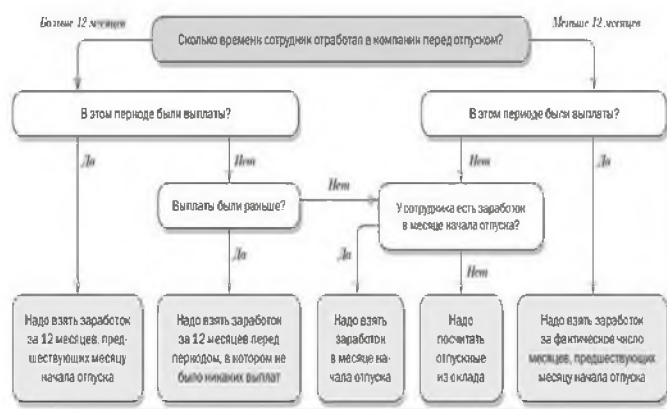 Больше 12 месяцев
Меньше 12 месяцев
Сколько времени сотрудник отработал в компании перед отпуском?
В этом периоде были выплаты?
В этом периоде были выплаты?
Да
Нет
Нет
Да
Выплаты были раньше?
Нет
У сотрудника есть заработок
в месяце начала отпуска?
Да
Да
Нет
Надо взять заработок
за 12 месяцев, пред-
шествующих месяцу
начала отпуска
Надо взять заработок
за 12 месяцев перед
периодом, в котором не
было никаких выплат
Надо взять
заработок
в месяце на-
чала отпуска
Надо
посчитать
отпускные
из оклада
Надо взять заработок
за фактическое число
месяцев, предшествующих
месяцу начала отпуска